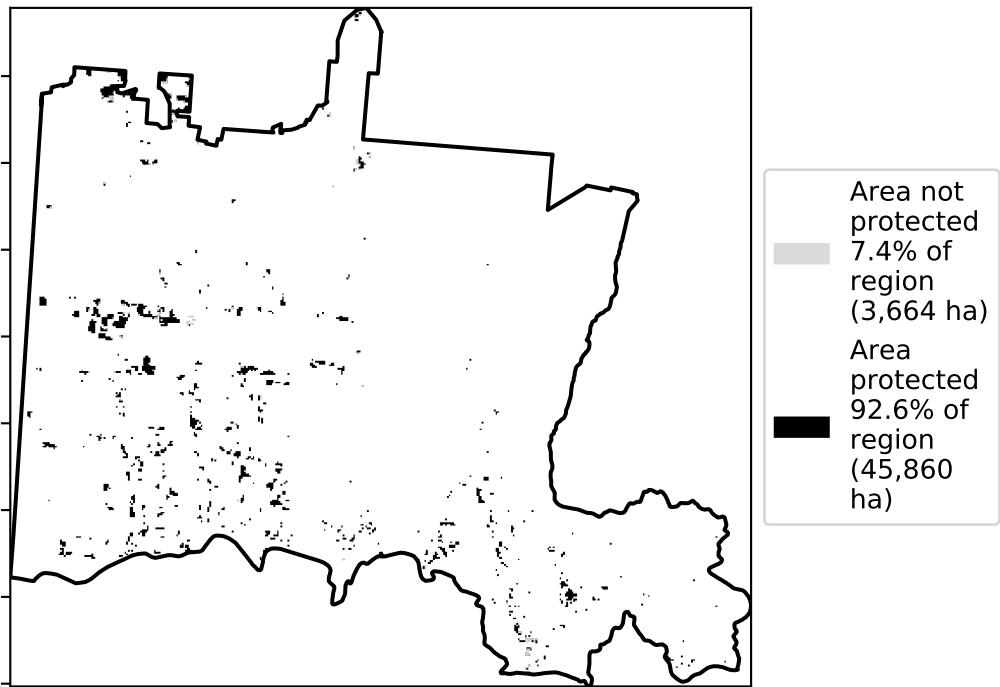 Area not
protected
7.4% of
region
(3,664 ha)
Area
protected
92.6% of
region
(45,860
ha)